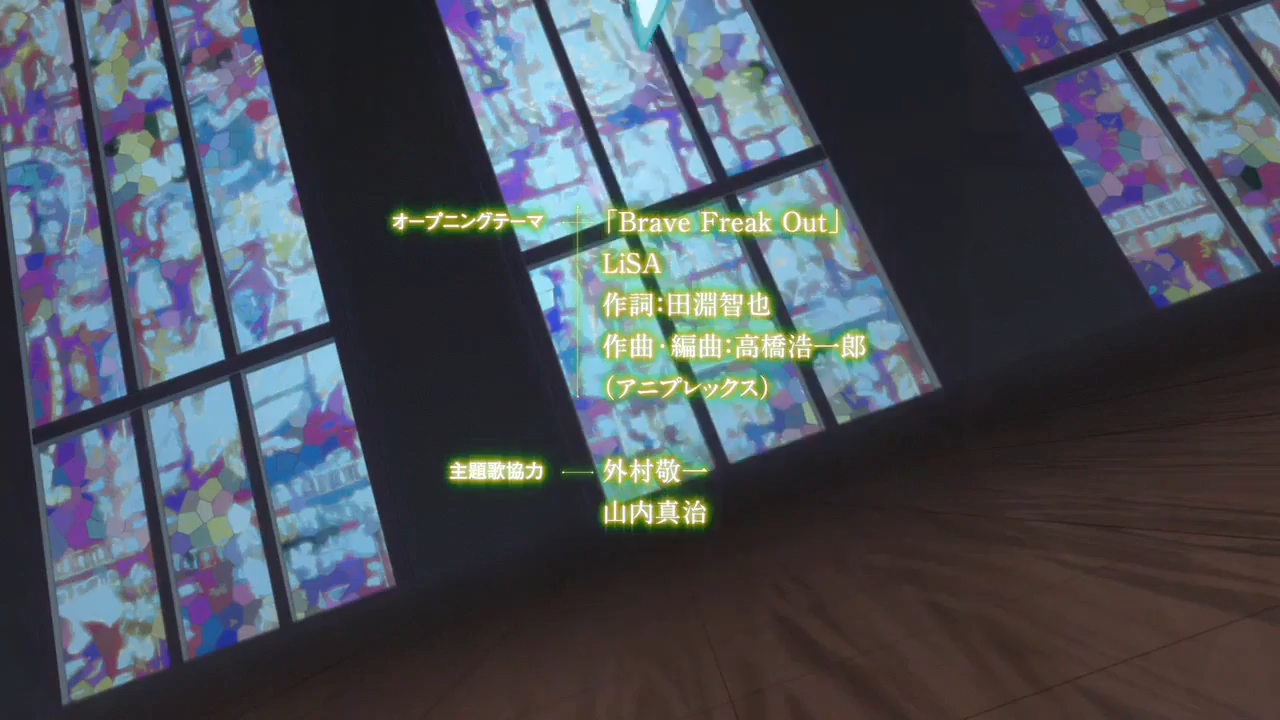 オープニングテーマ 「Brave Freak Out」
LiSA
作詞：田淵智也
作曲・編曲：高橋浩一郎
（アニプレックス）
主題歌協力 外村敬一
山内真治